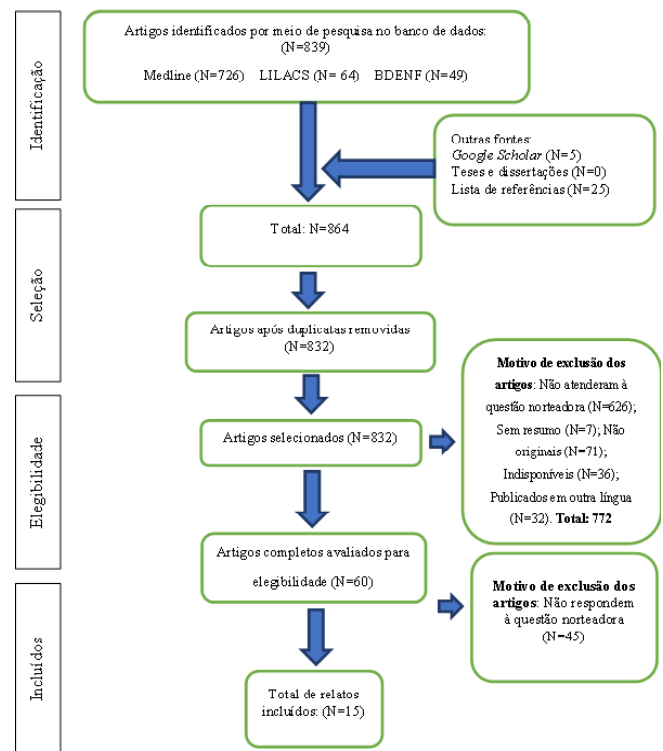 Identificação
Artigos identificados por meio de pesquisa no banco de dados:
(N=839)
Medline (N=726) LILACS (N= 64) BDENF (N=49)
Outras fontes:
Google Scholar (N=5)
Teses e dissertações (N=0)
Lista de referências (N=25)
Seleção
Total: N=864
Artigos após duplicatas removidas
(N=832)
Elegibilidade
Artigos selecionados (N=832)
Motivo de exclusão dos
artigos: Não atenderam à
questão norteadora (N=626);
Sem resumo (N=7); Não
originais (N=71);
Indisponíveis (N=36);
Publicados em outra língua
(N=32). Total: 772
Artigos completos avaliados para
elegibilidade (N=60)
Incluídos
Motivo de exclusão dos
artigos: Não respondem
à questão norteadora
(N=45)
Total de relatos
incluídos: (N=15)